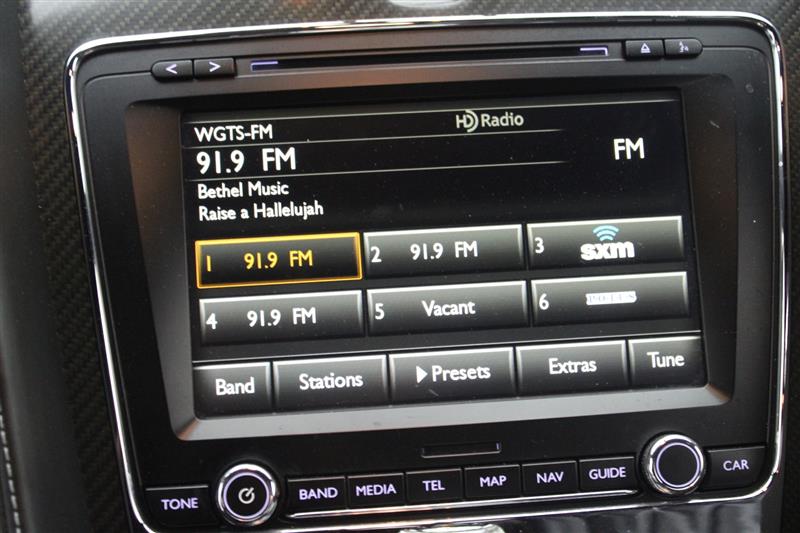 WGTS-FM
HD Radio
91.9 FM
FM
Bethel Music
Raise a Hallelujah
1 91.9 FM
2 91.9 FM
3 sxm
4 91.9 FM
5 Vacant
6 POTUS
Band
Stations
Presets
Extras
Tune
TONE
BAND
MEDIA
TEL
MAP
NAV
GUIDE
CAR